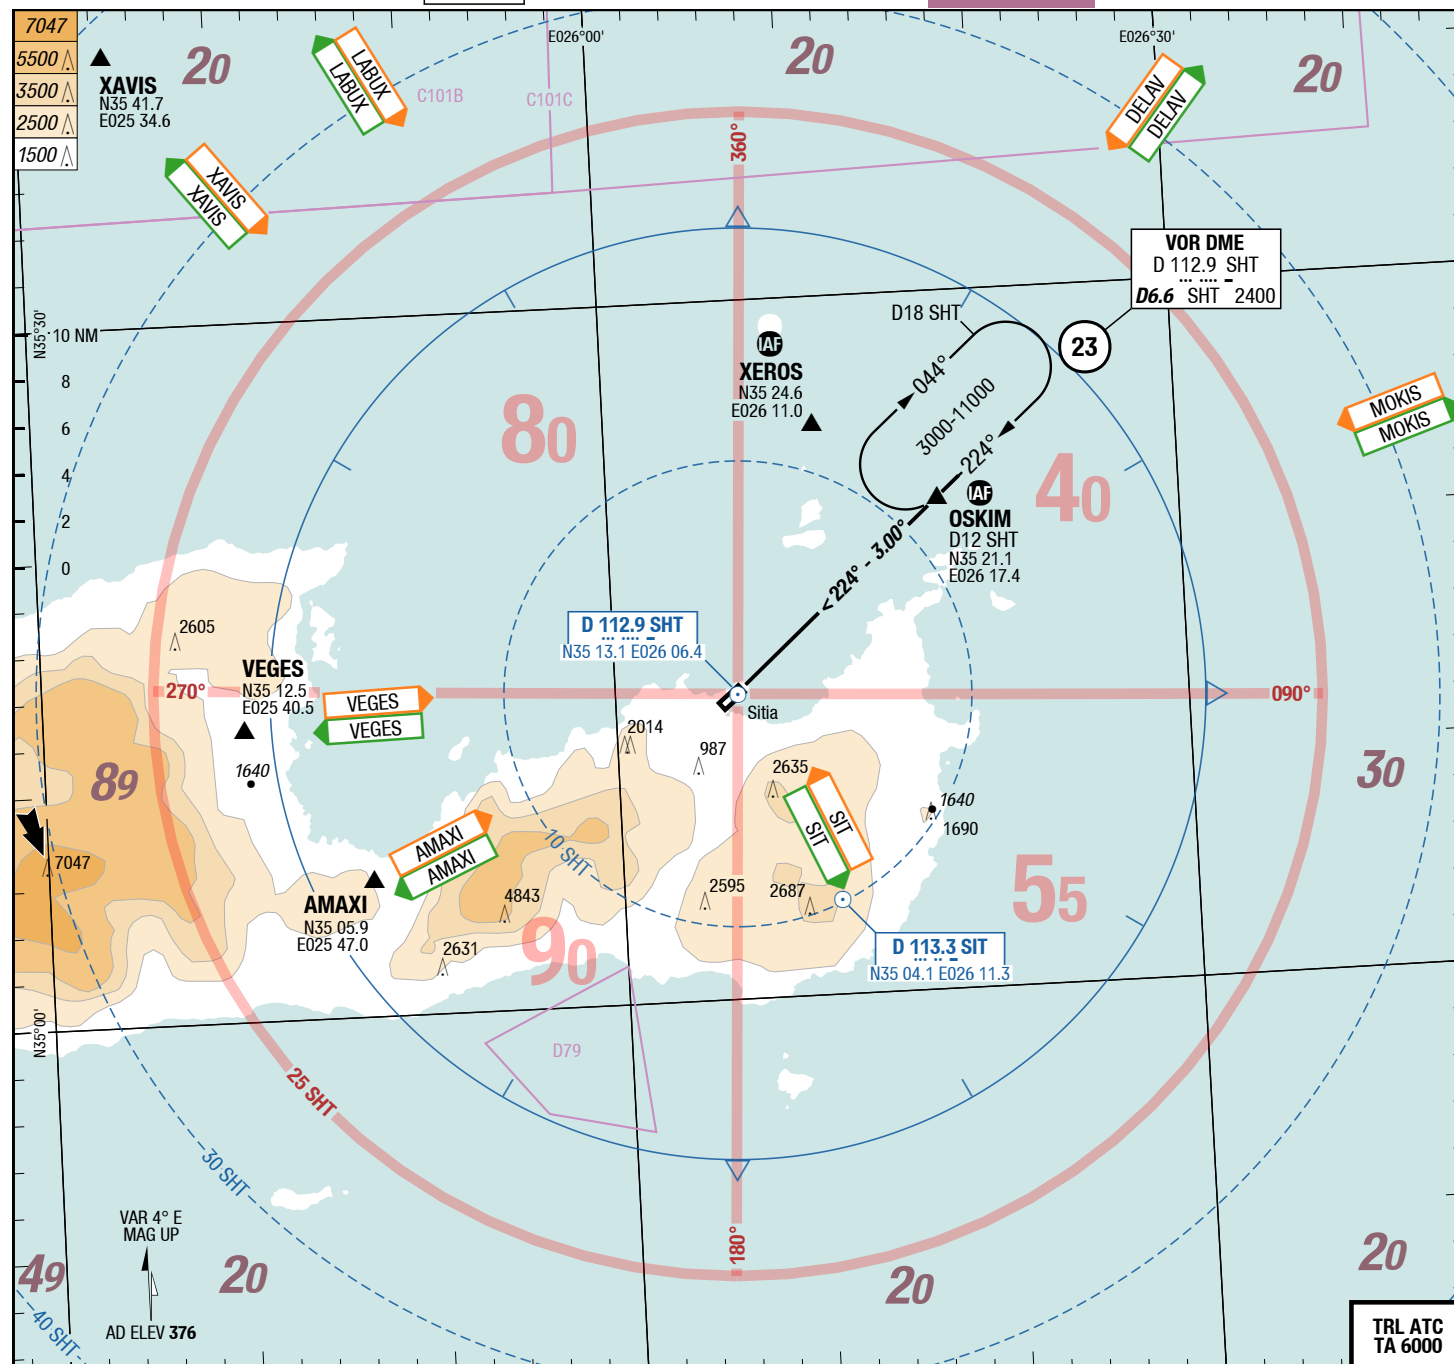 7047
5500
3500
2500
1500
XAVIS
N35 41.7
E025 34.6
20
LABUX
LABUX
C101B
C101C
E026°00'
20
E026°30'
20
DELAV
DELAV
XAVIS
XAVIS
360°
VOR DME
D 112.9 SHT
D6.6 SHT 2400
N35°30'
10 NM
8
6
4
2
0
D18 SHT
23
IAF
XEROS
N35 24.6
E026 11.0
044°
3000-11000
224°
MOKIS
MOKIS
80
40
IAF
OSKIM
D12 SHT
N35 21.1
E026 17.4
< 224° - 3.00°
2605
D 112.9 SHT
N35 13.1 E026 06.4
VEGES
N35 12.5
E025 40.5
270°
090°
VEGES
VEGES
Sitia
2014
987
1640
89
2635
30
SIT
SIT
1640
1690
AMAXI
AMAXI
10 SHT
7047
AMAXI
N35 05.9
E025 47.0
4843
2595
2687
55
2631
90
D 113.3 SIT
N35 04.1 E026 11.3
N35°00'
D79
25 SHT
30 SHT
VAR 4° E
MAG UP
180°
49
20
20
20
AD ELEV 376
40 SHT
TRL ATC
TA 6000